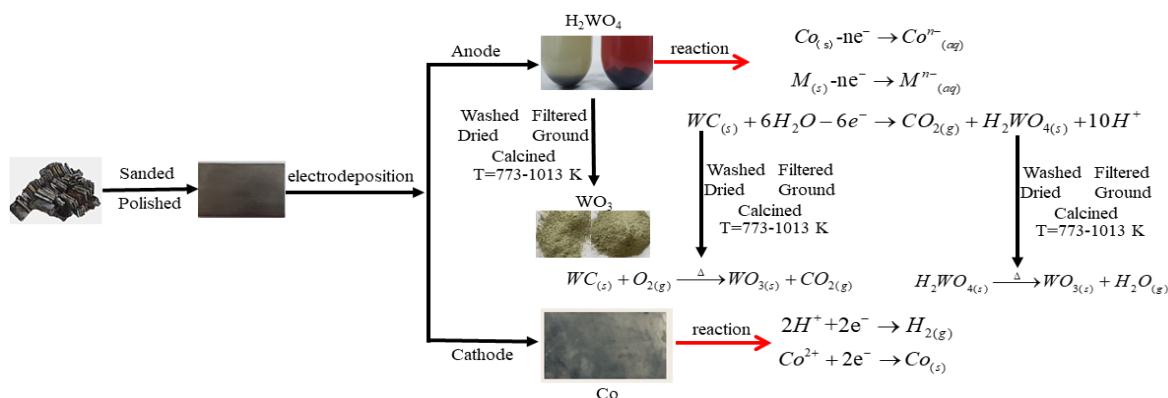 H₂WO₄
Anode
reaction
Co₍ₛ₎ -ne⁻ → Coⁿ⁻₍aq₎
M₍ₛ₎ -ne⁻ → Mⁿ⁻₍aq₎
WC₍ₛ₎ + 6H₂O − 6e⁻ → CO₂₍g₎ + H₂WO₄₍ₛ₎ + 10H⁺
Washed Filtered
Dried Ground
Calcined
T=773-1013 K
WO₃
Washed Filtered
Dried Ground
Calcined
T=773-1013 K
Washed Filtered
Dried Ground
Calcined
T=773-1013 K
Sanded
Polished
electrodeposition
WC₍ₛ₎ + O₂₍g₎ —Δ→ WO₃₍ₛ₎ + CO₂₍g₎
H₂WO₄₍ₛ₎ —Δ→ WO₃₍ₛ₎ + H₂O₍g₎
Cathode
reaction
2H⁺ +2e⁻ → H₂₍g₎
Co²⁺ + 2e⁻ → Co₍ₛ₎
Co